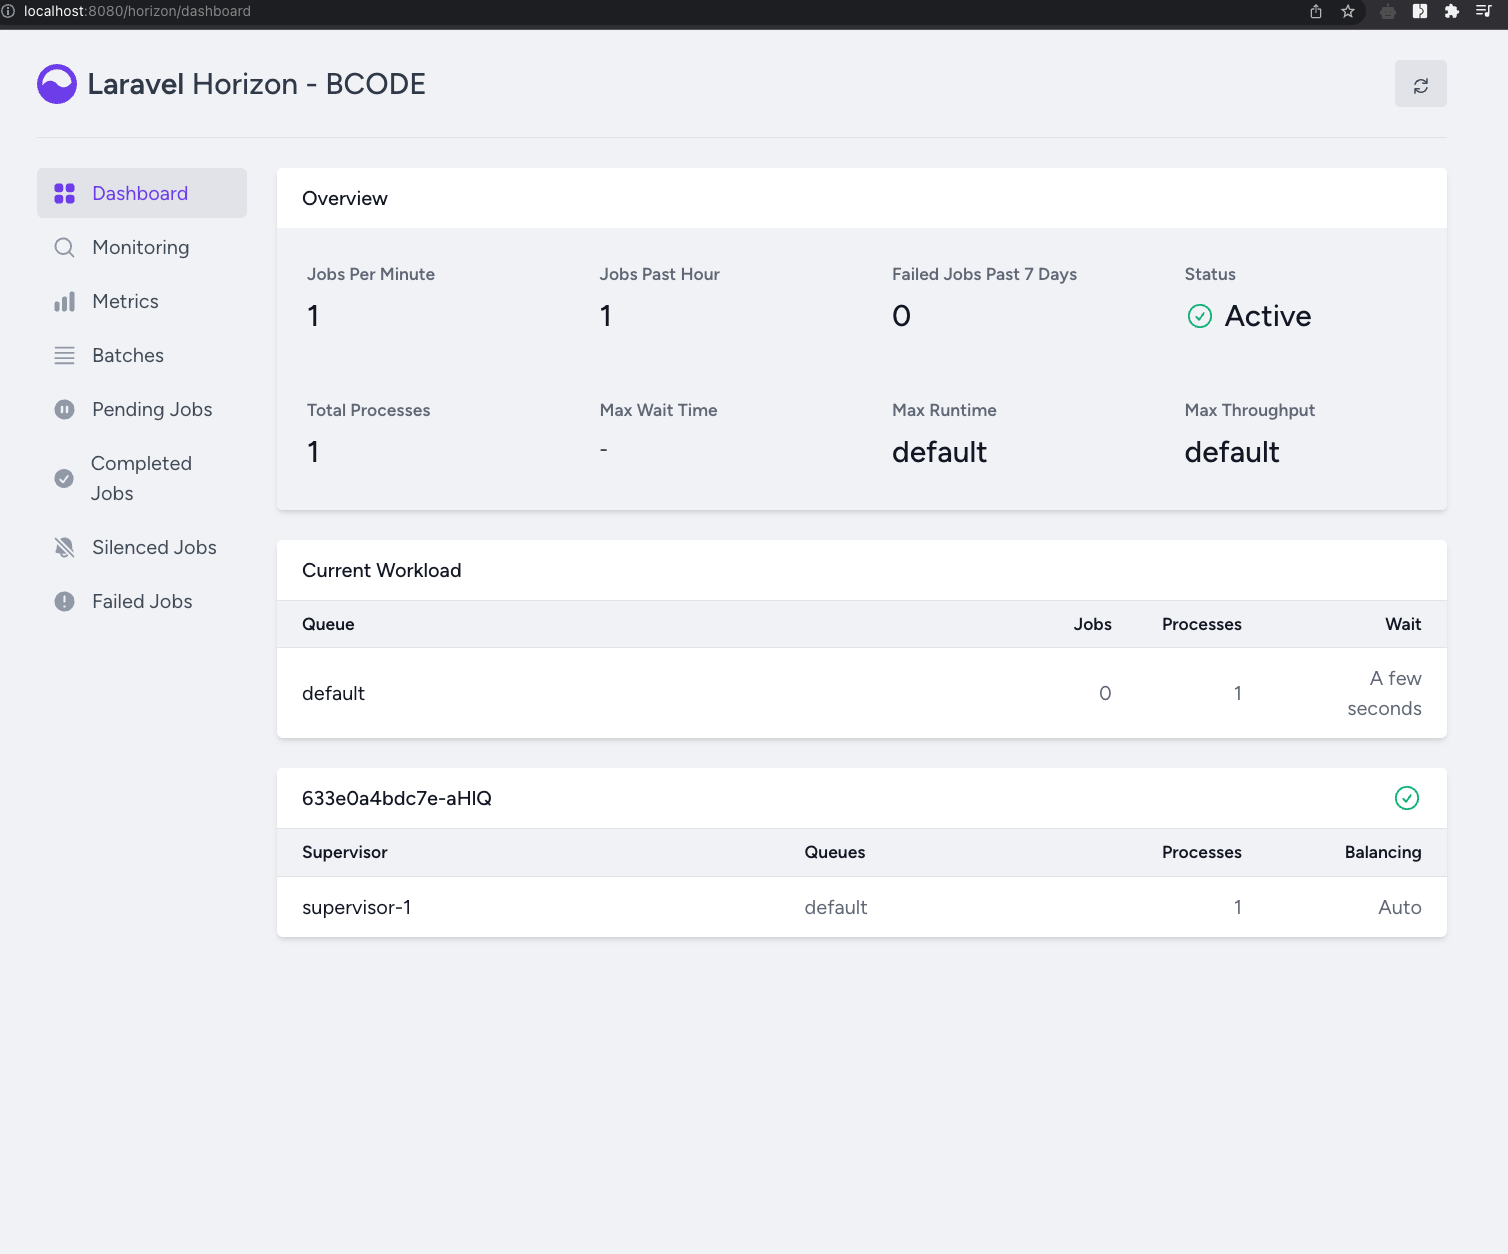 localhost:8080/horizon/dashboard
Laravel Horizon - BCODE
Dashboard
Monitoring
Metrics
Batches
Pending Jobs
Completed
Jobs
Silenced Jobs
Failed Jobs
Overview
Jobs Per Minute
1
Jobs Past Hour
1
Failed Jobs Past 7 Days
0
Status
Active
Total Processes
1
Max Wait Time
-
Max Runtime
default
Max Throughput
default
Current Workload
Queue Jobs Processes Wait
default 0 1 A few
seconds
633e0a4bdc7e-aHlQ
Supervisor Queues Processes Balancing
supervisor-1 default 1 Auto